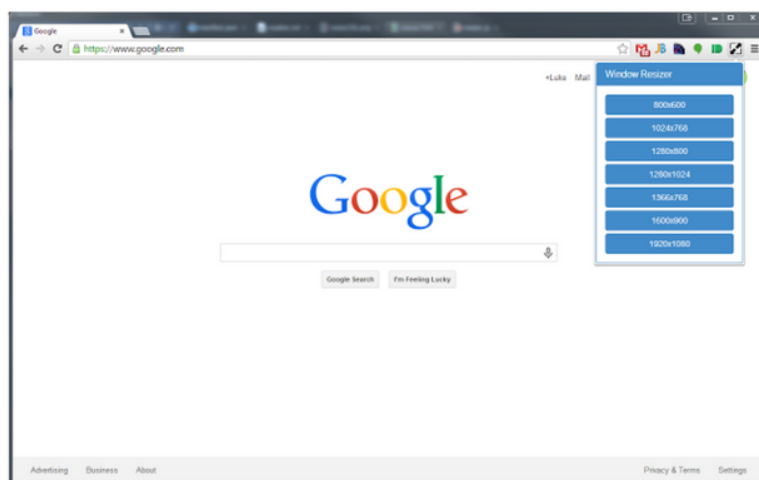 Google
https://www.google.com
+Luka Mail
Window Resizer
800x600
1024x768
1280x800
1280x1024
1366x768
1600x900
1920x1080
Google
Google Search I'm Feeling Lucky
Advertising Business About Privacy & Terms Settings